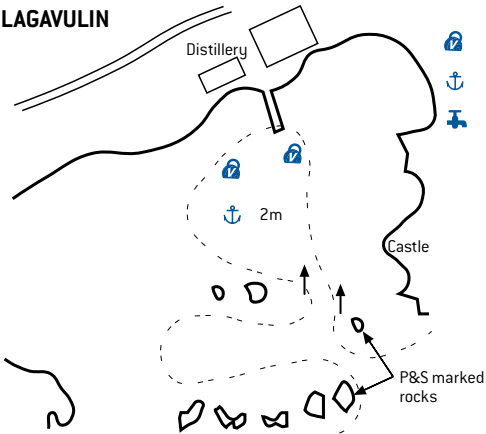 LAGAVULIN
Distillery
V
V
V
2m
Castle
P&S marked
rocks